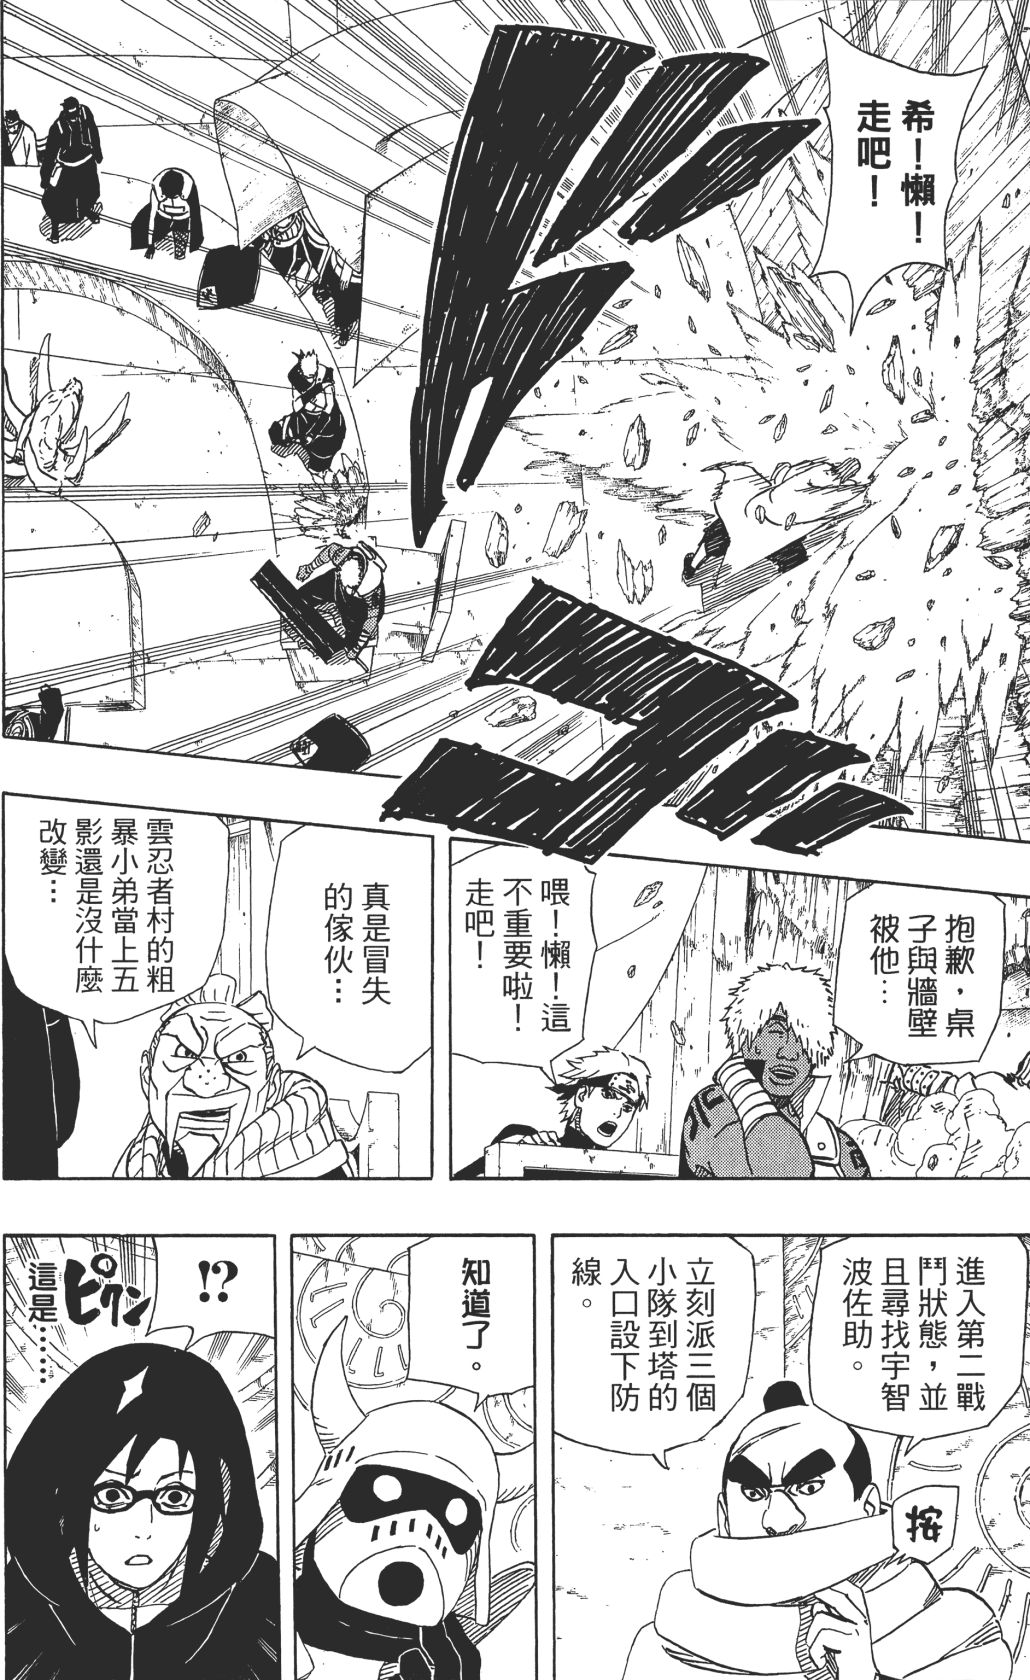 希！懶！
走吧！
抱歉，桌
子與牆壁
被他…
喂！懶！這
不重要啦！
走吧！
真是冒失
的傢伙…
雲忍者村的粗
暴小弟當上五
影還是沒什麼
改變…
進入第二戰
鬥狀態，並
且尋找宇智
波佐助。
立刻派三個
小隊到塔的
入口設下防
線。
按
知道了。
!?
ピクン
這是……